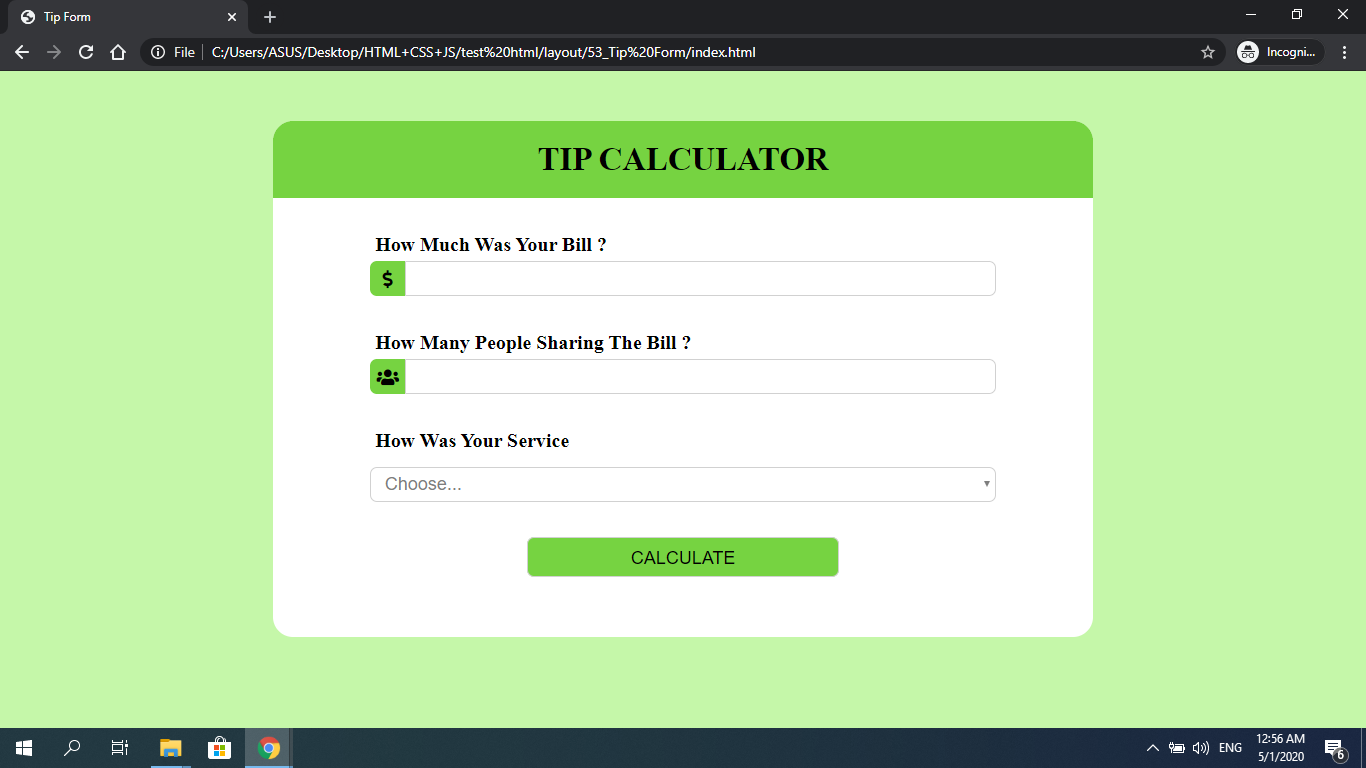 Tip Form
File
C:/Users/ASUS/Desktop/HTML+CSS+JS/test%20html/layout/53_Tip%20Form/index.html
Incogni...
TIP CALCULATOR
How Much Was Your Bill ?
$
How Many People Sharing The Bill ?
How Was Your Service
Choose...
CALCULATE
ENG
12:56 AM
5/1/2020
6